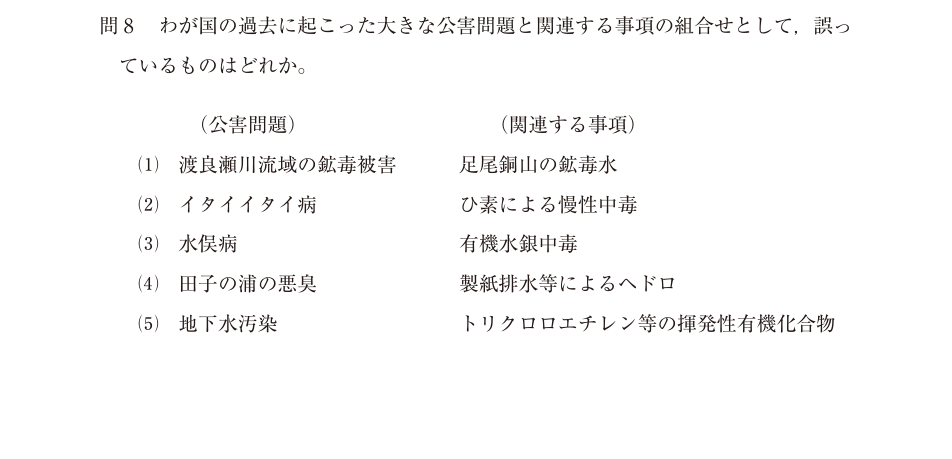 問8　わが国の過去に起こった大きな公害問題と関連する事項の組合せとして，誤っ
ているものはどれか。
（公害問題）　（関連する事項）
(1)　渡良瀬川流域の鉱毒被害　足尾銅山の鉱毒水
(2)　イタイイタイ病　ひ素による慢性中毒
(3)　水俣病　有機水銀中毒
(4)　田子の浦の悪臭　製紙排水等によるヘドロ
(5)　地下水汚染　トリクロロエチレン等の揮発性有機化合物